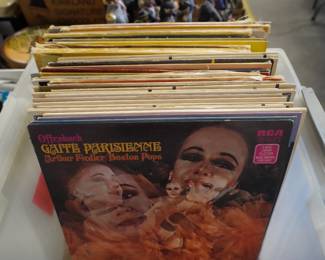 Offenbach
GAITE PARISIENNE
RCA
Arthur Fiedler/Boston Pops